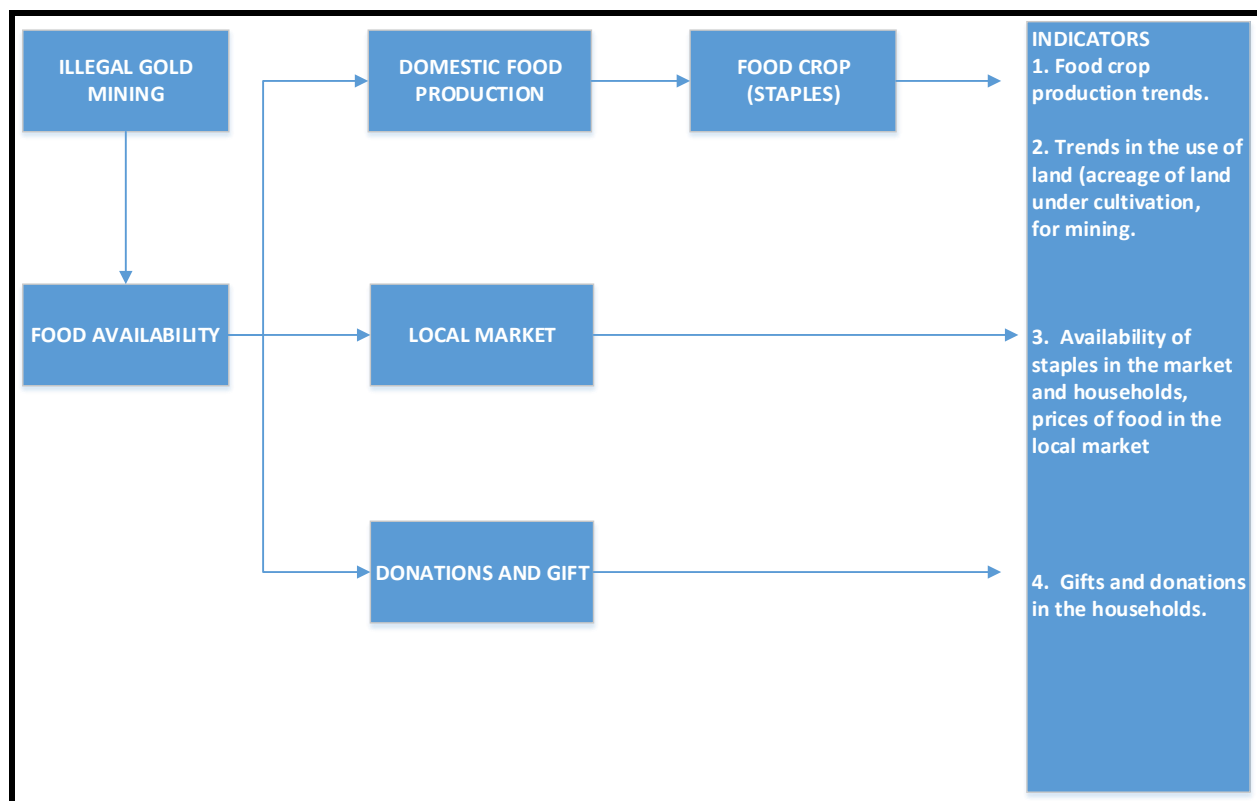 ILLEGAL GOLD
MINING
DOMESTIC FOOD
PRODUCTION
FOOD CROP
(STAPLES)
FOOD AVAILABILITY
LOCAL MARKET
DONATIONS AND GIFT
INDICATORS
1. Food crop
production trends.
2. Trends in the use of
land (acreage of land
under cultivation,
for mining.
3.  Availability of
staples in the market
and households,
prices of food in the
local market
4.  Gifts and donations
in the households.